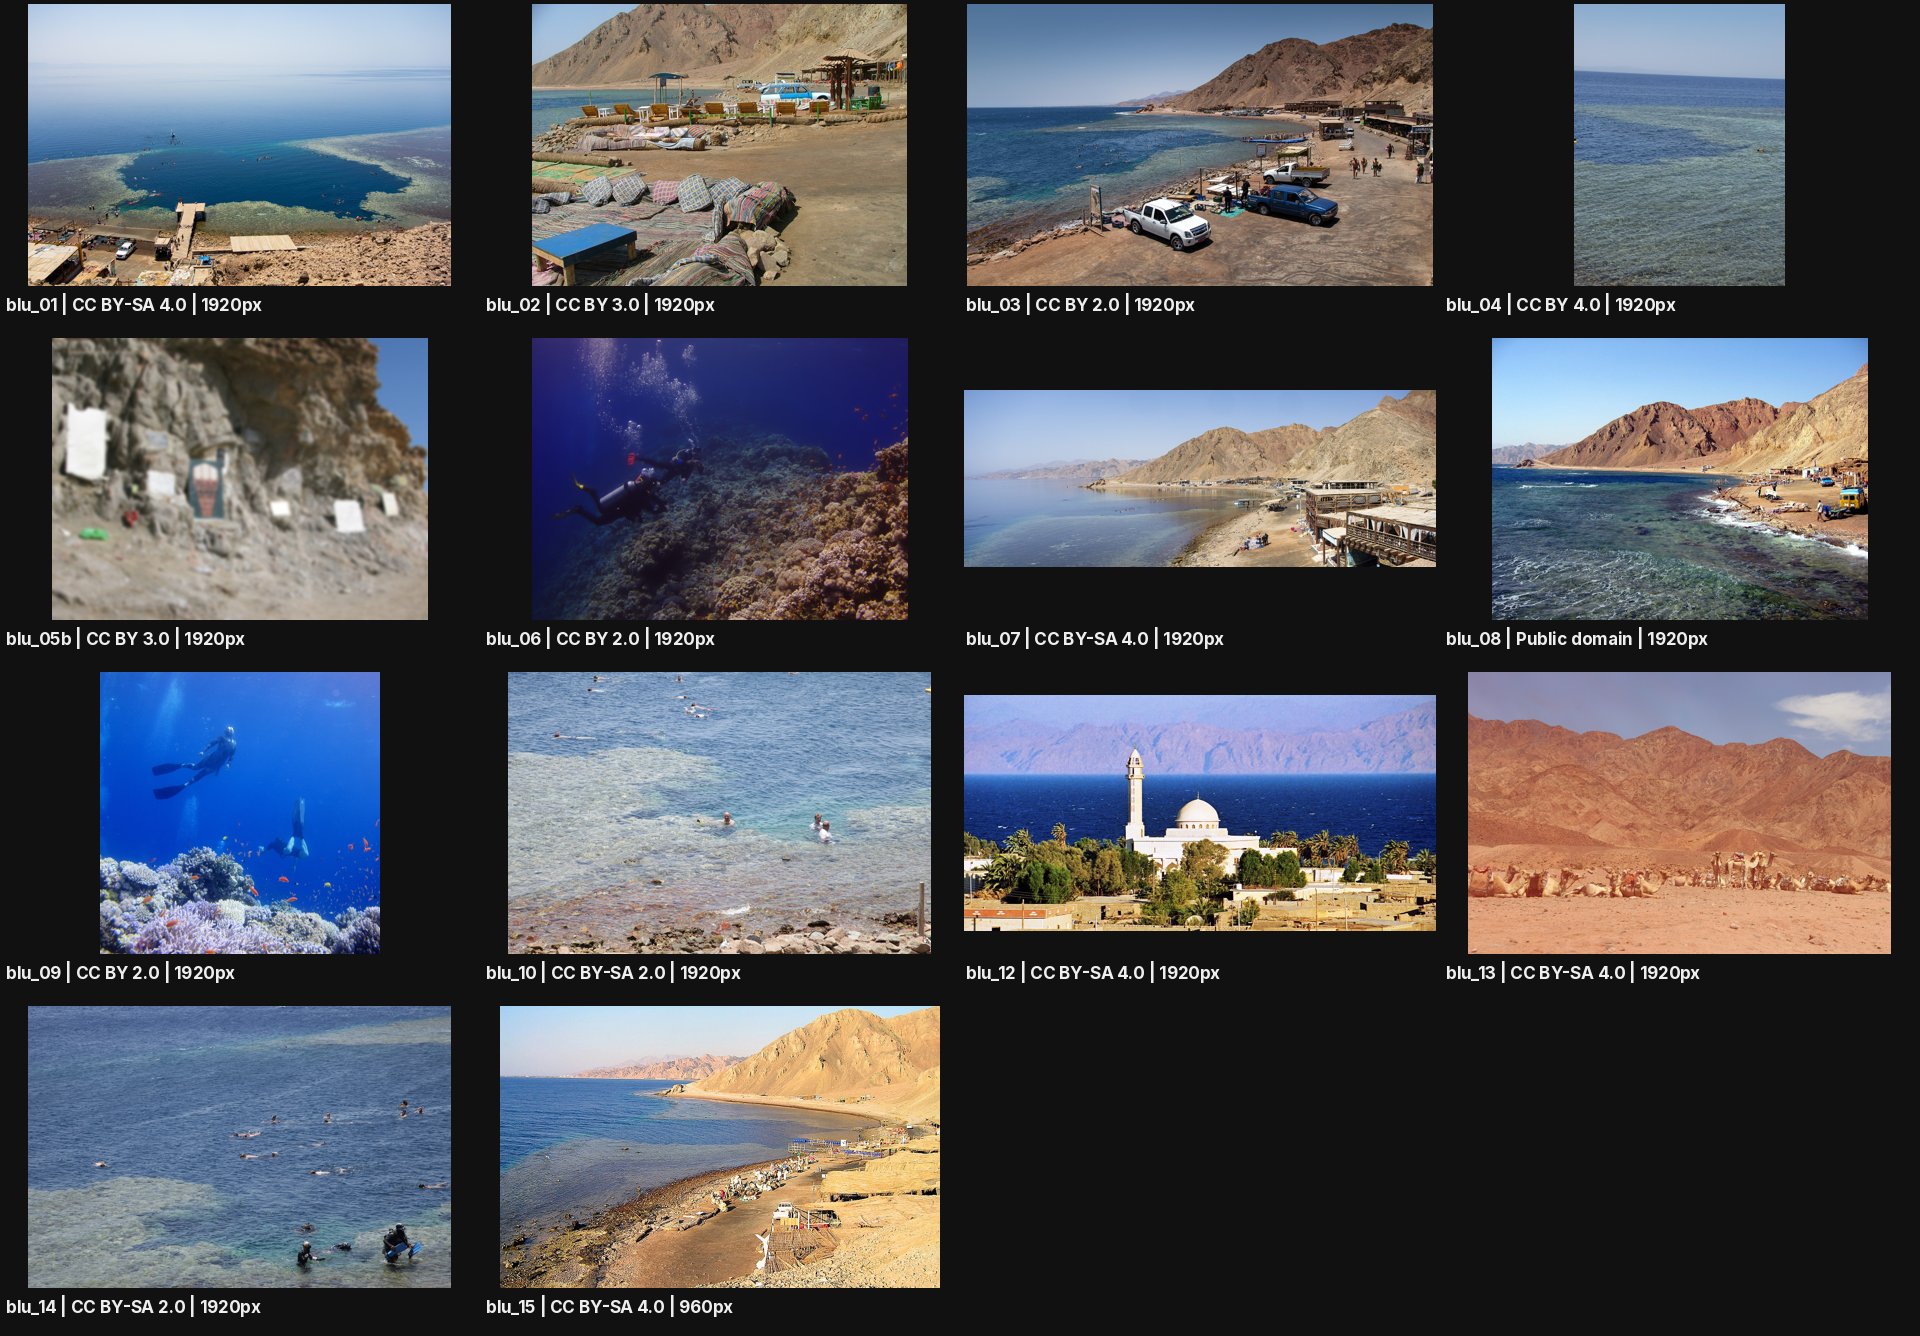 blu_01 | CC BY-SA 4.0 | 1920px
blu_02 | CC BY 3.0 | 1920px
blu_03 | CC BY 2.0 | 1920px
blu_04 | CC BY 4.0 | 1920px
blu_05b | CC BY 3.0 | 1920px
blu_06 | CC BY 2.0 | 1920px
blu_07 | CC BY-SA 4.0 | 1920px
blu_08 | Public domain | 1920px
blu_09 | CC BY 2.0 | 1920px
blu_10 | CC BY-SA 2.0 | 1920px
blu_12 | CC BY-SA 4.0 | 1920px
blu_13 | CC BY-SA 4.0 | 1920px
blu_14 | CC BY-SA 2.0 | 1920px
blu_15 | CC BY-SA 4.0 | 960px